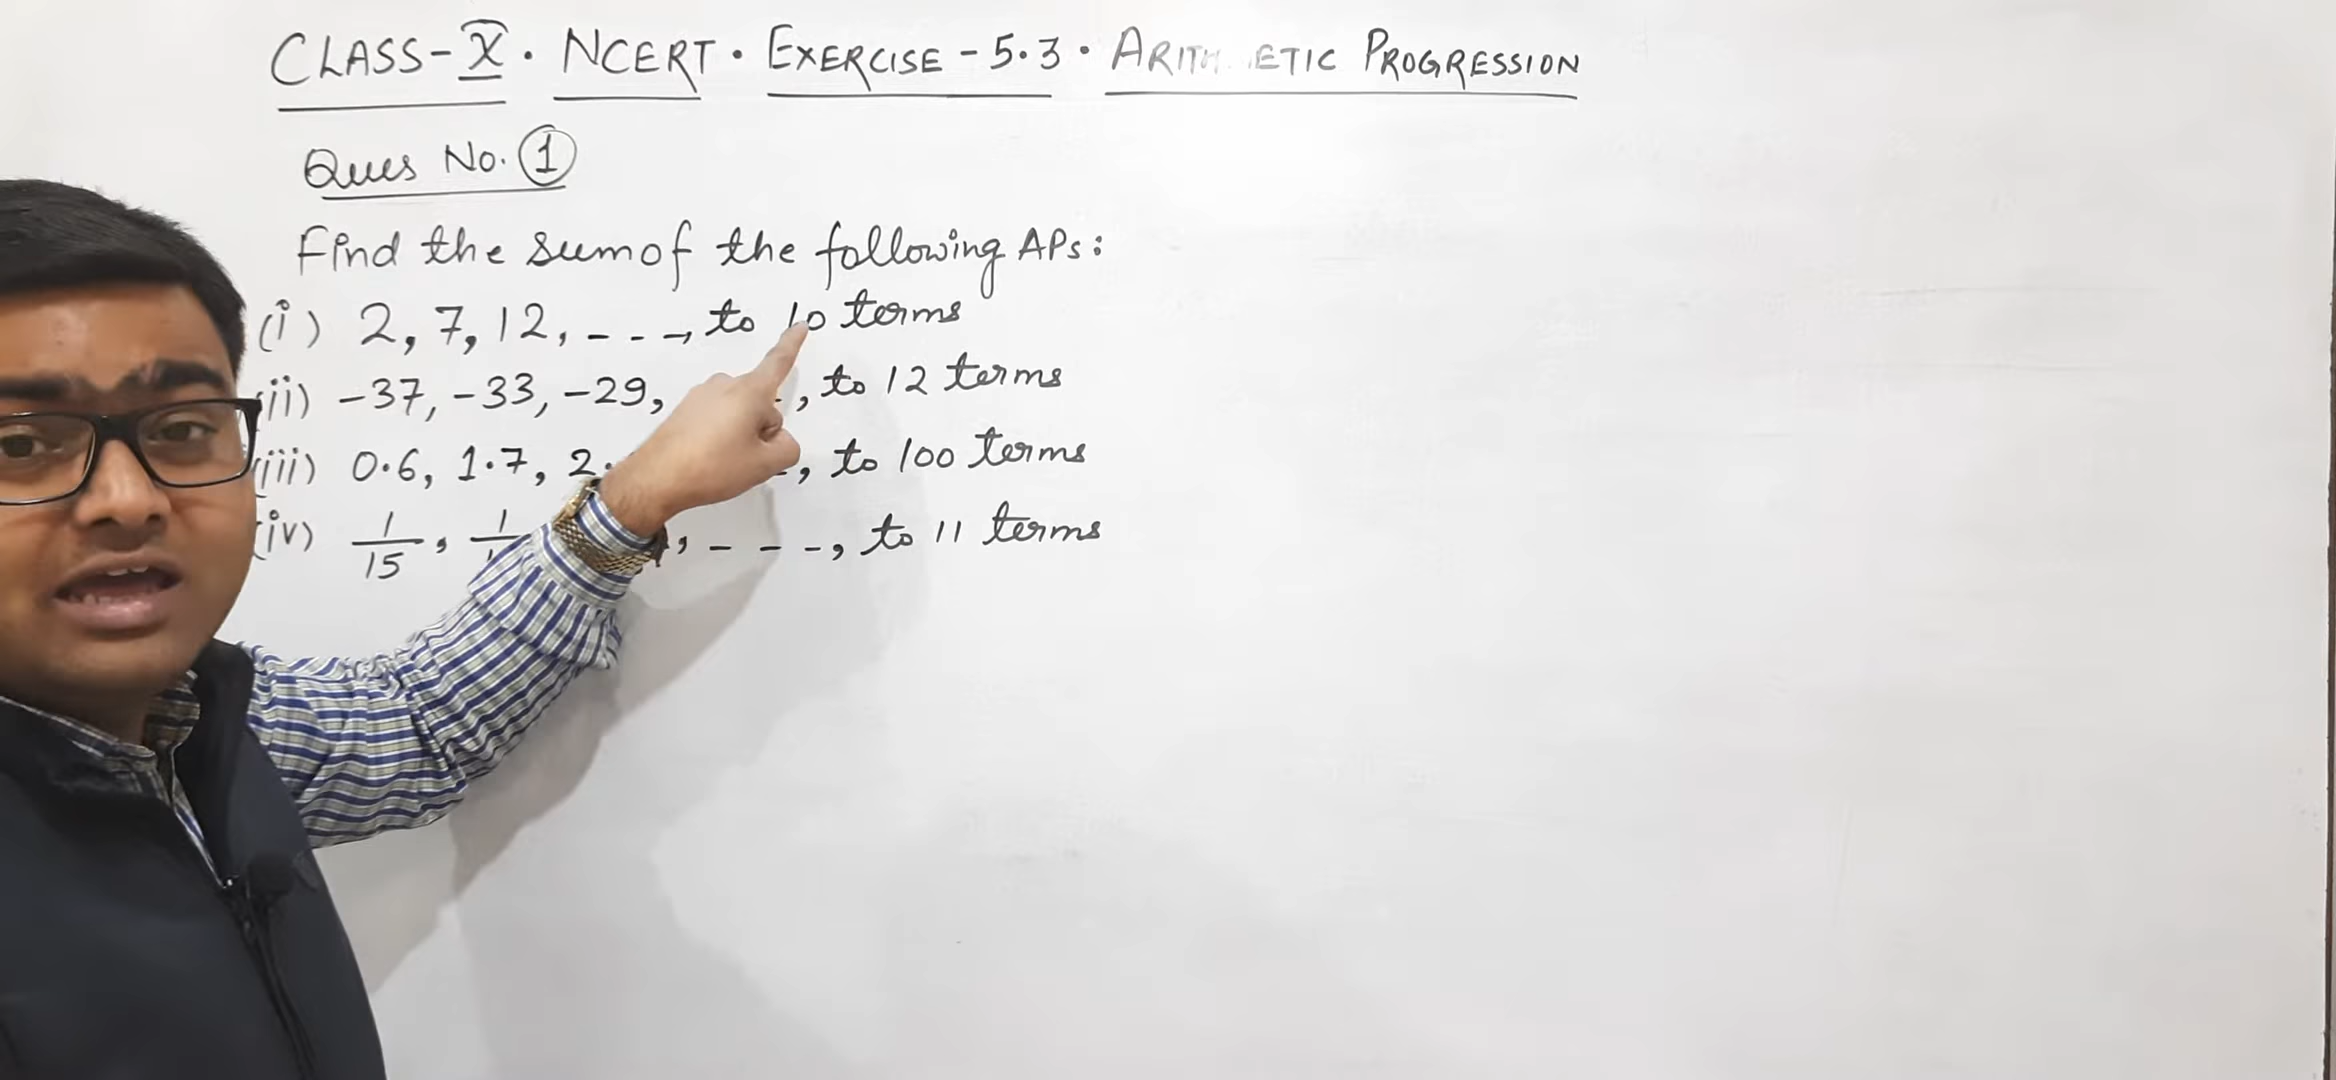 CLASS-X · NCERT · EXERCISE - 5.3 · ARITHMETIC PROGRESSION
Ques No. 1
Find the sum of the following APs:
(i) 2, 7, 12, - - -, to 10 terms
(ii) -37, -33, -29, , to 12 terms
(iii) 0.6, 1.7, 2. , to 100 terms
(iv) 1/15, , - - -, to 11 terms